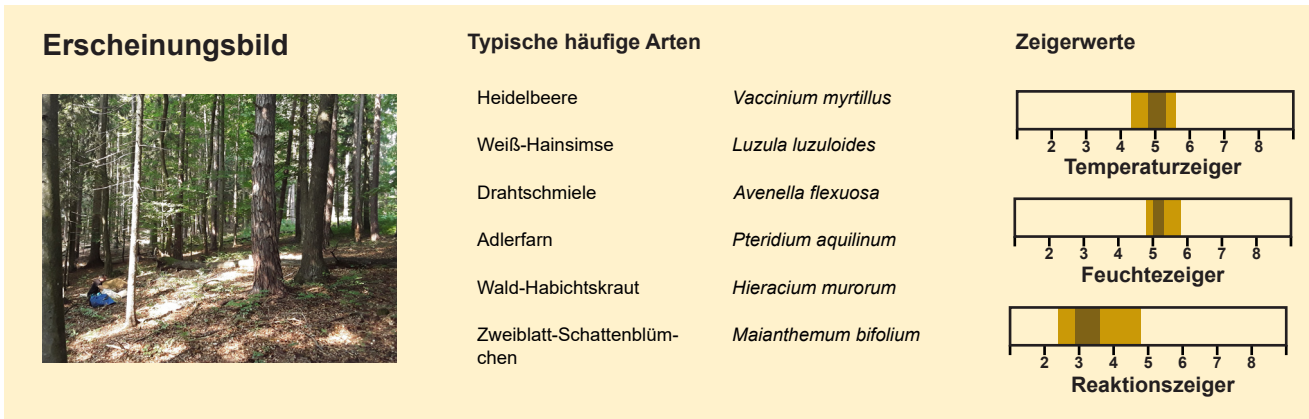 Erscheinungsbild
Typische häufige Arten
Heidelbeere Vaccinium myrtillus
Weiß-Hainsimse Luzula luzuloides
Drahtschmiele Avenella flexuosa
Adlerfarn Pteridium aquilinum
Wald-Habichtskraut Hieracium murorum
Zweiblatt-Schattenblüm- Maianthemum bifolium
chen
Zeigerwerte
2 3 4 5 6 7 8
Temperaturzeiger
2 3 4 5 6 7 8
Feuchtezeiger
2 3 4 5 6 7 8
Reaktionszeiger